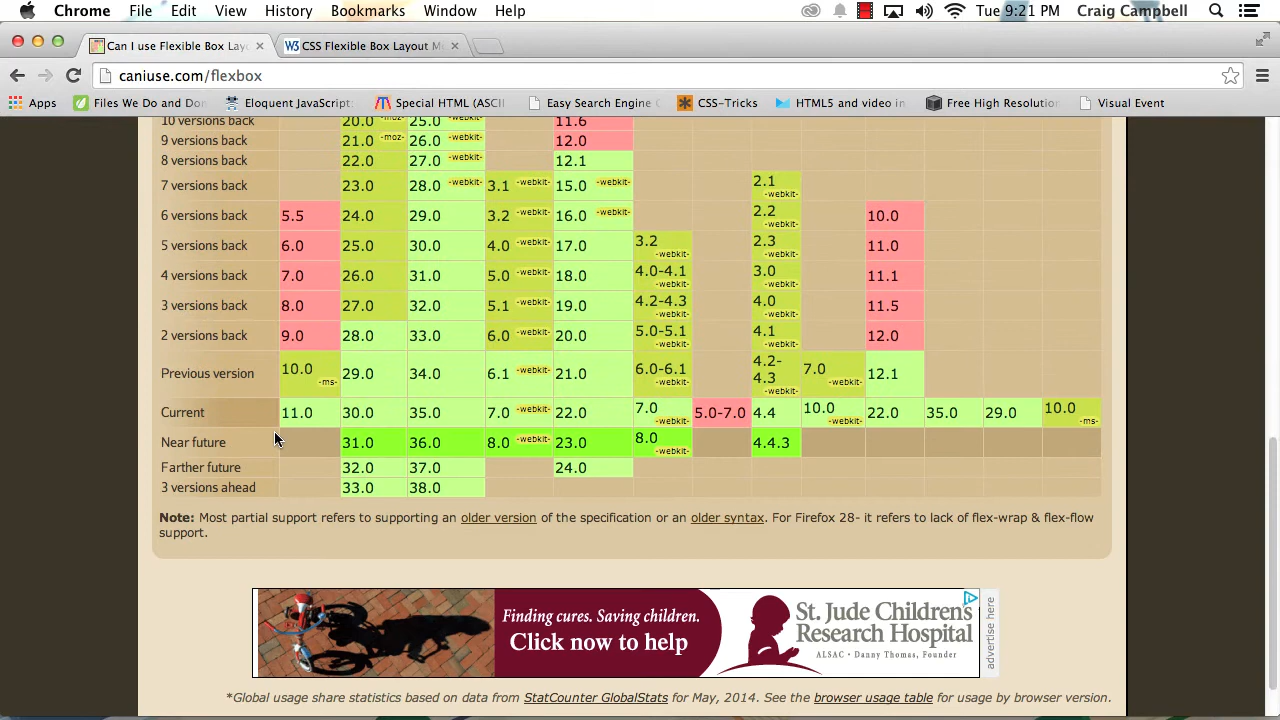 Chrome File Edit View History Bookmarks Window Help Tue 9:21 PM Craig Campbell
Can I use Flexible Box Layo
CSS Flexible Box Layout M
caniuse.com/flexbox
Apps Files We Do and Don Eloquent JavaScript: Special HTML (ASCII Easy Search Engine CSS-Tricks HTML5 and video in Free High Resolution Visual Event
10 versions back 20.0 -moz- 25.0 -webkit- 11.6
9 versions back 21.0 -moz- 26.0 -webkit- 12.0
8 versions back 22.0 27.0 -webkit- 12.1
7 versions back 23.0 28.0 -webkit- 3.1 -webkit- 15.0 -webkit- 2.1 -webkit-
6 versions back 5.5 24.0 29.0 3.2 -webkit- 16.0 -webkit- 2.2 -webkit- 10.0
5 versions back 6.0 25.0 30.0 4.0 -webkit- 17.0 3.2 -webkit- 2.3 -webkit- 11.0
4 versions back 7.0 26.0 31.0 5.0 -webkit- 18.0 4.0-4.1 -webkit- 3.0 -webkit- 11.1
3 versions back 8.0 27.0 32.0 5.1 -webkit- 19.0 4.2-4.3 -webkit- 4.0 -webkit- 11.5
2 versions back 9.0 28.0 33.0 6.0 -webkit- 20.0 5.0-5.1 -webkit- 4.1 -webkit- 12.0
Previous version 10.0 -ms- 29.0 34.0 6.1 -webkit- 21.0 6.0-6.1 -webkit- 4.2-4.3 -webkit- 7.0 -webkit- 12.1
Current 11.0 30.0 35.0 7.0 -webkit- 22.0 7.0 -webkit- 5.0-7.0 4.4 10.0 -webkit- 22.0 35.0 29.0 10.0 -ms-
Near future 31.0 36.0 8.0 -webkit- 23.0 8.0 -webkit- 4.4.3
Farther future 32.0 37.0 24.0
3 versions ahead 33.0 38.0
Note: Most partial support refers to supporting an older version of the specification or an older syntax. For Firefox 28- it refers to lack of flex-wrap & flex-flow
support.
Finding cures. Saving children.
Click now to help
St. Jude Children's
Research Hospital
ALSAC • Danny Thomas, Founder
advertise here
*Global usage share statistics based on data from StatCounter GlobalStats for May, 2014. See the browser usage table for usage by browser version.